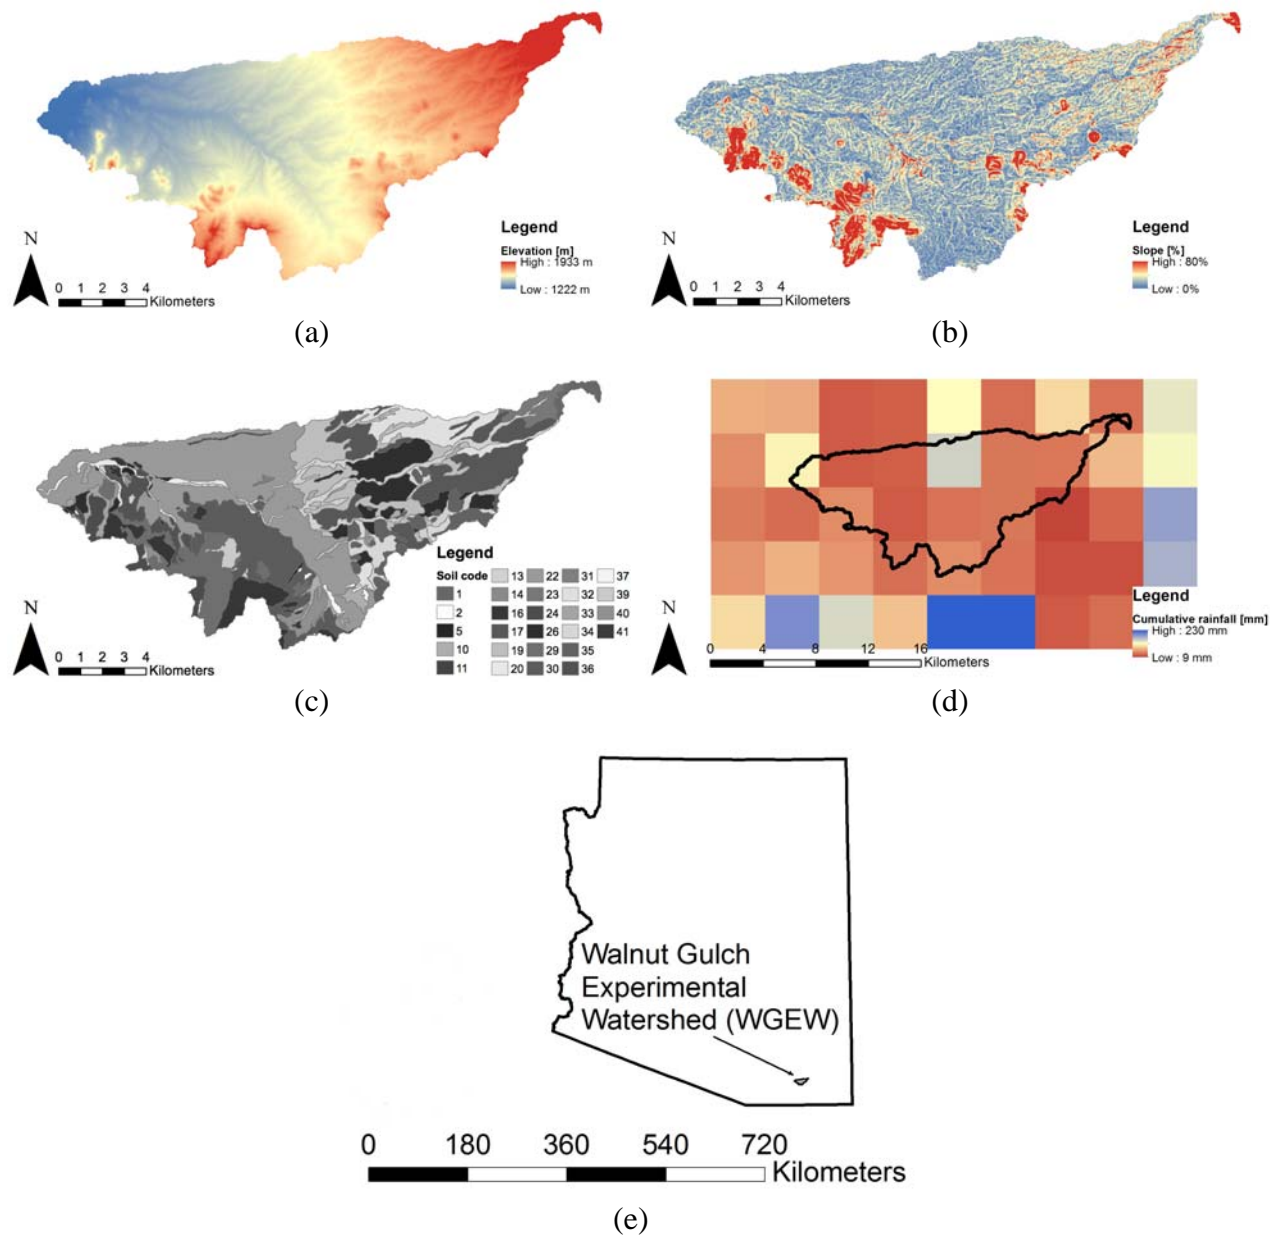 Legend
Elevation [m]
High : 1933 m
Low : 1222 m
N
0 1 2 3 4
Kilometers
(a)
Legend
Slope [%]
High : 80%
Low : 0%
N
0 1 2 3 4
Kilometers
(b)
Legend
Soil code
1
2
5
10
11
13
14
16
17
19
20
22
23
24
26
29
30
31
32
33
34
35
36
37
39
40
41
N
0 1 2 3 4
Kilometers
(c)
Legend
Cumulative rainfall [mm]
High : 230 mm
Low : 9 mm
N
0 4 8 12 16
Kilometers
(d)
Walnut Gulch
Experimental
Watershed (WGEW)
0 180 360 540 720
Kilometers
(e)